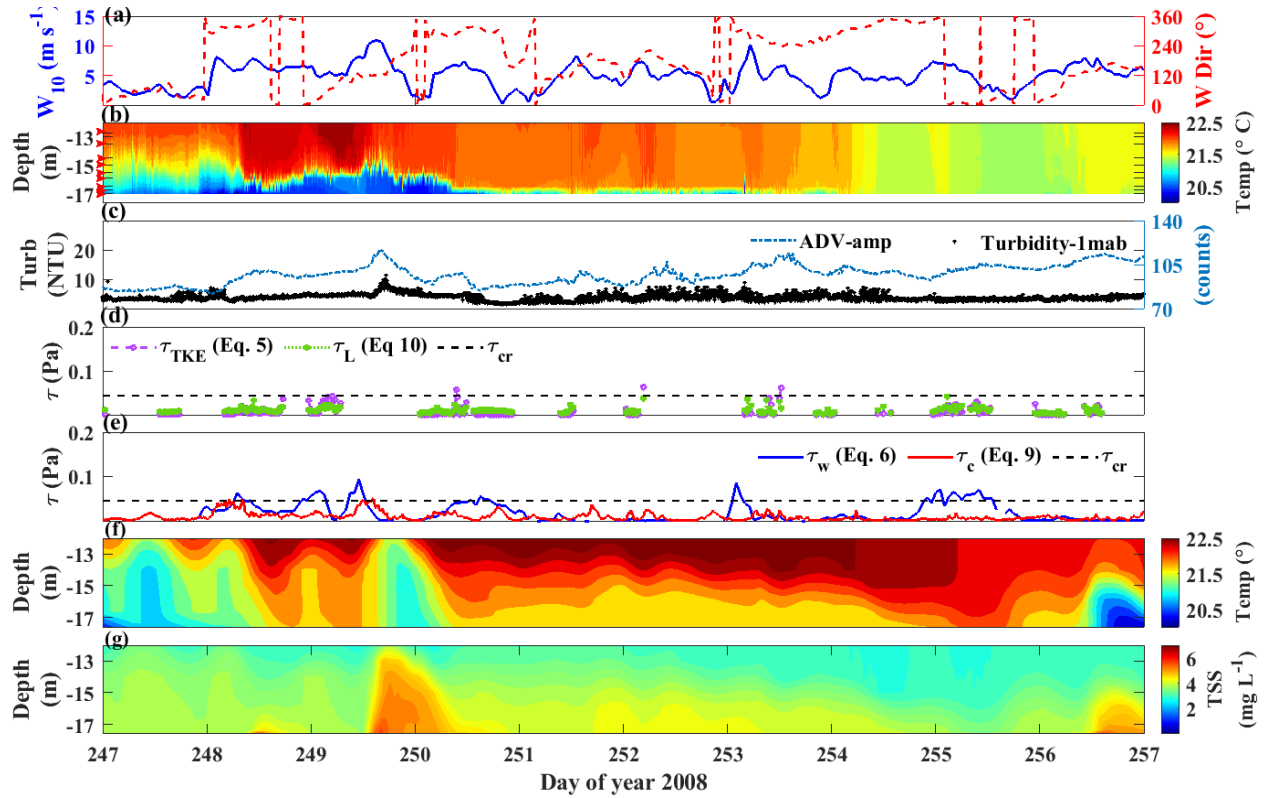 (a)
W10 (m s-1)
15
10
5
360
240
120
0
W Dir (°)
(b)
Depth
(m)
-13
-15
-17
22.5
21.5
20.5
Temp (° C)
(c)
Turb
(NTU)
20
10
ADV-amp
Turbidity-1mab
140
105
70
(counts)
(d)
τ (Pa)
0.2
0.1
τTKE (Eq. 5)
τL (Eq 10)
τcr
(e)
τ (Pa)
0.2
0.1
τw (Eq. 6)
τc (Eq. 9)
τcr
(f)
Depth
(m)
-13
-15
-17
22.5
21.5
20.5
Temp (°)
(g)
Depth
(m)
-13
-15
-17
6
4
2
TSS
(mg L-1)
247 248 249 250 251 252 253 254 255 256 257
Day of year 2008